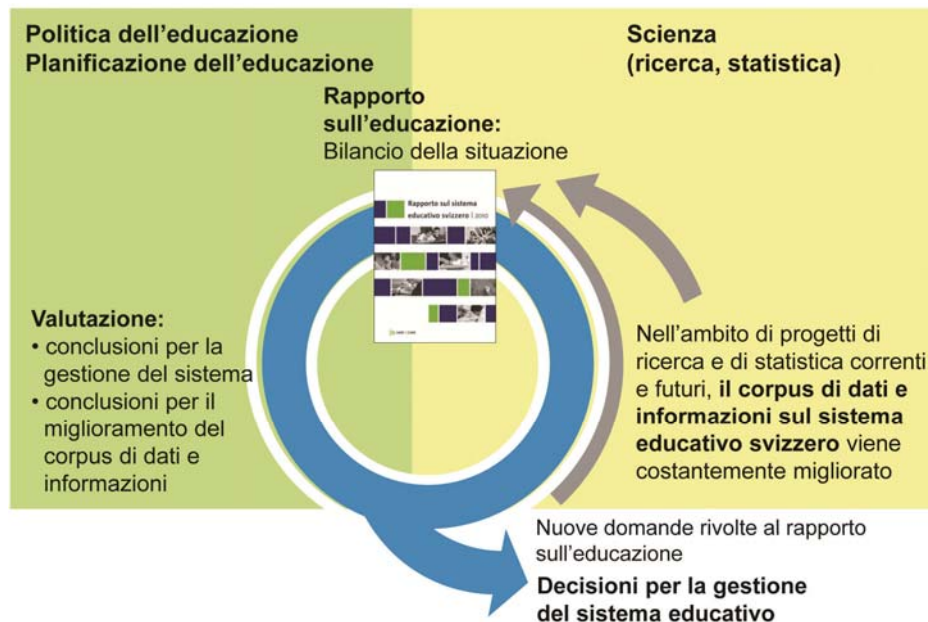 Politica dell'educazione
Planificazione dell'educazione
Scienza
(ricerca, statistica)
Rapporto
sull'educazione:
Bilancio della situazione
Rapporto sul sistema
educativo svizzero | 2010
Valutazione:
• conclusioni per la
gestione del sistema
• conclusioni per il
miglioramento del
corpus di dati e
informazioni
Nell'ambito di progetti di
ricerca e di statistica correnti
e futuri, il corpus di dati e
informazioni sul sistema
educativo svizzero viene
costantemente migliorato
Nuove domande rivolte al rapporto
sull'educazione
Decisioni per la gestione
del sistema educativo